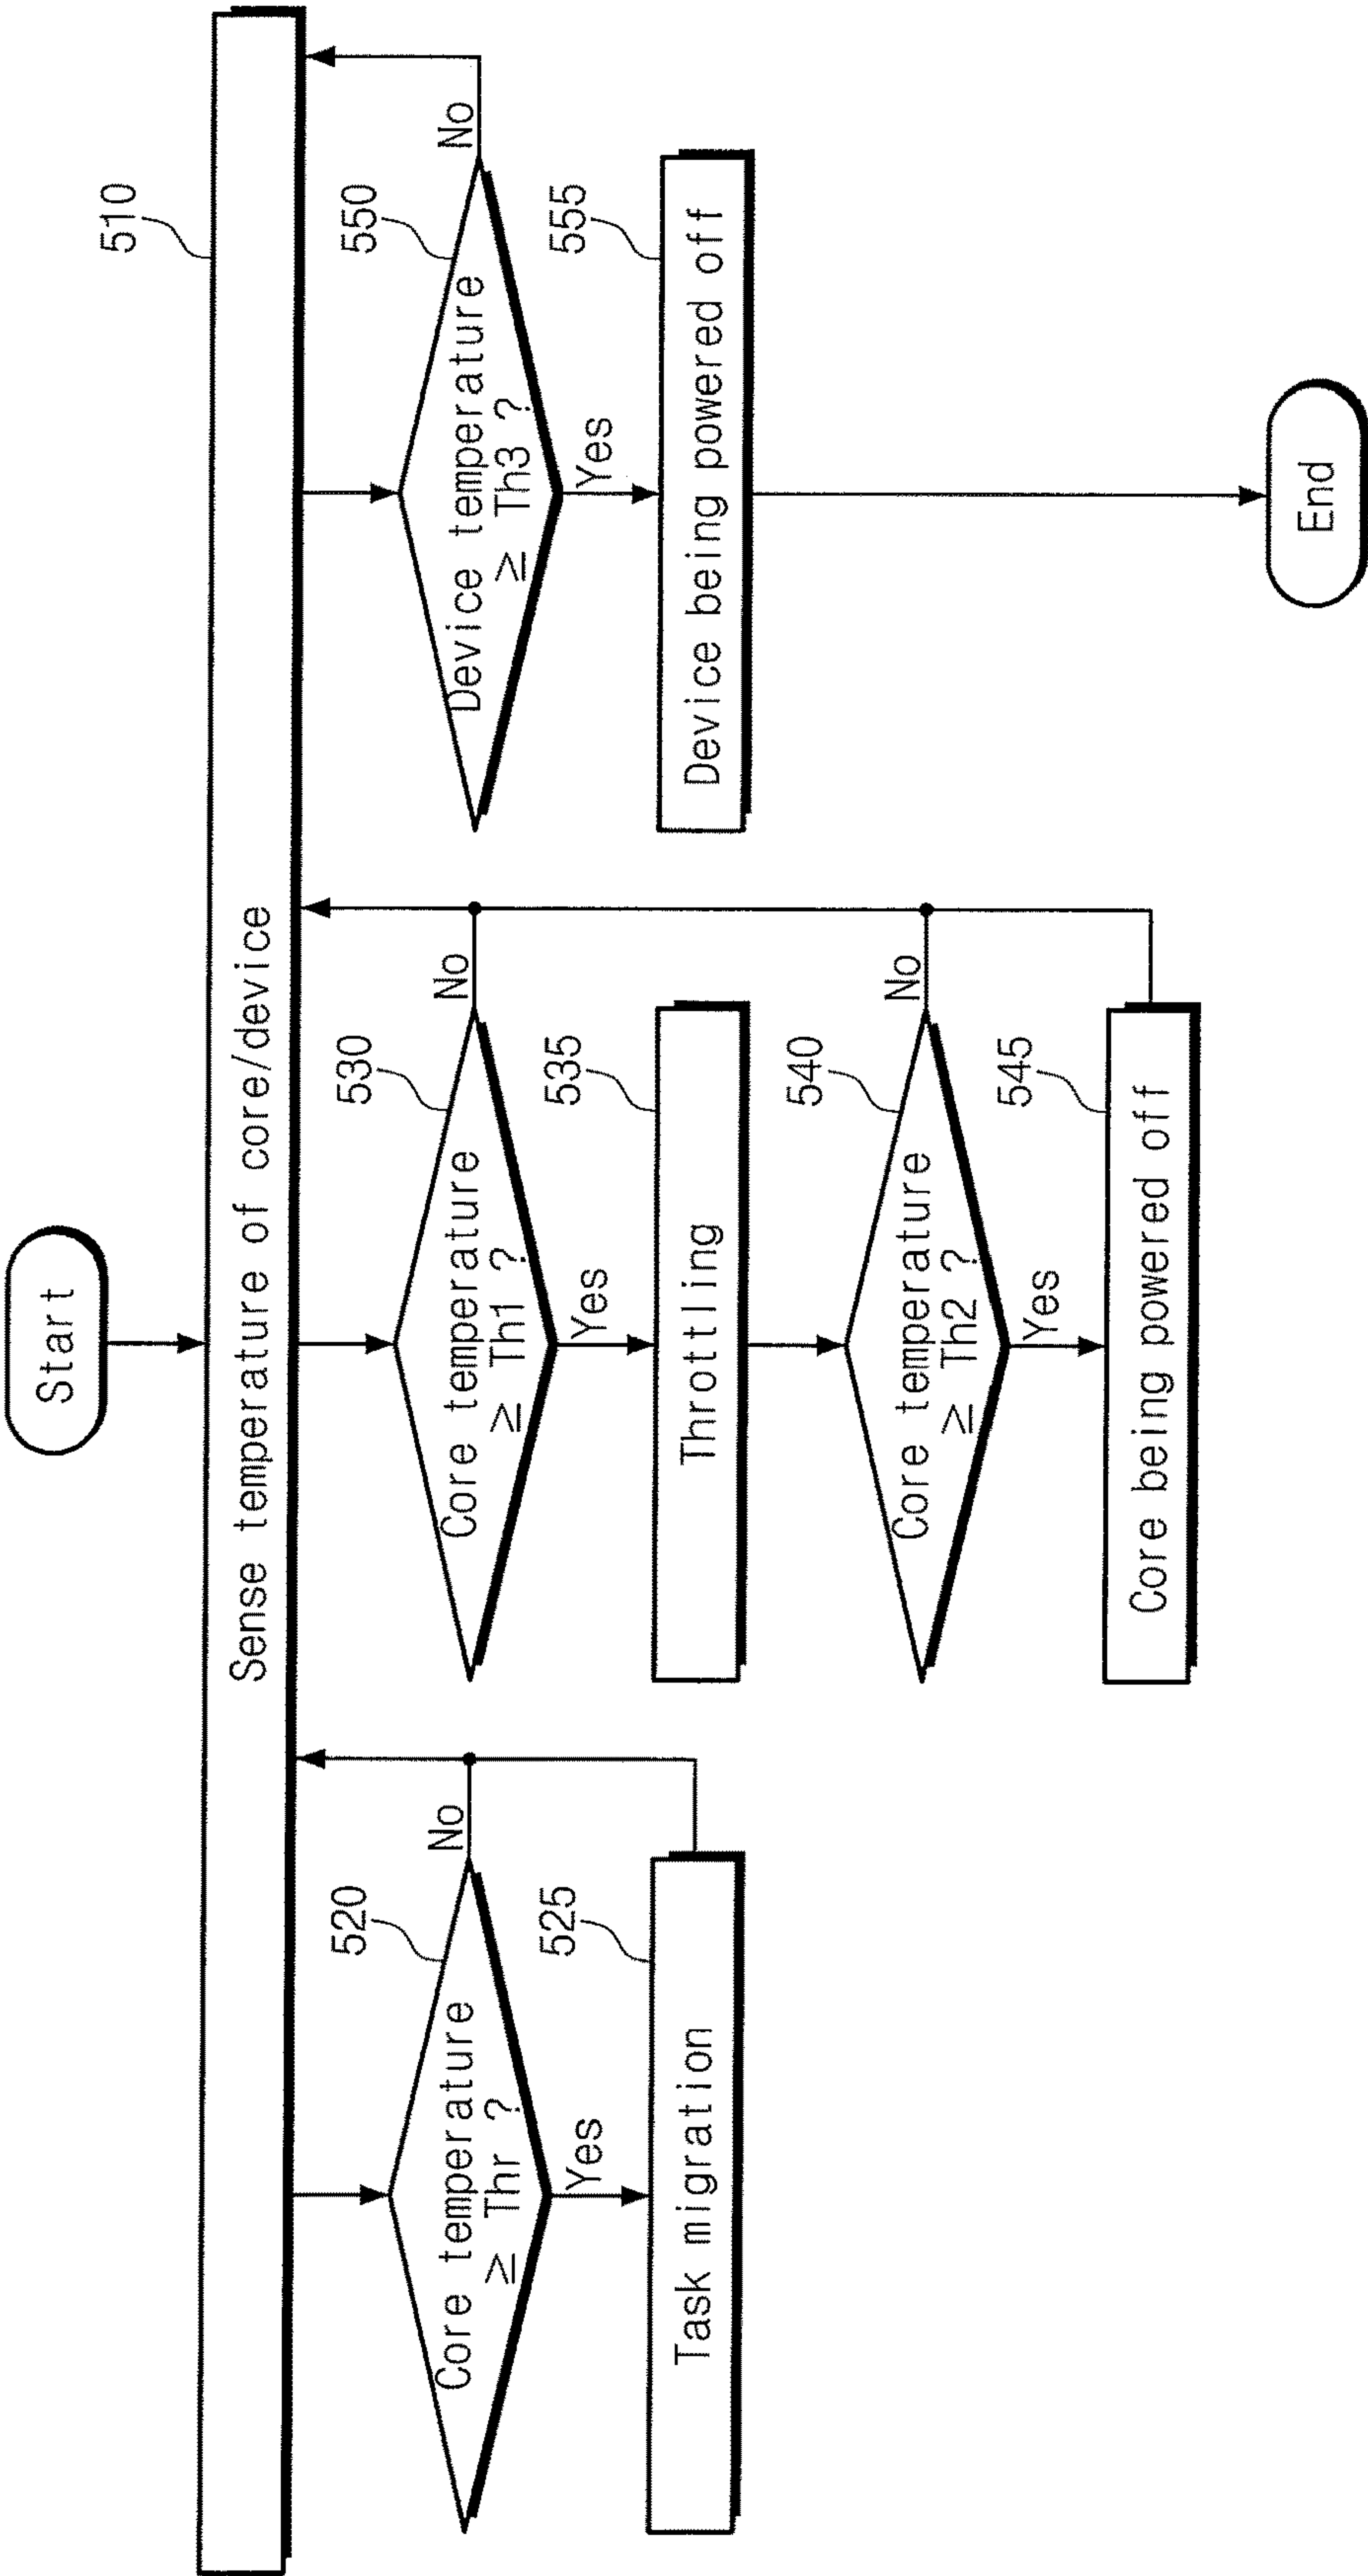 Start
510
Sense temperature of core/device
520
Core temperature
≥ Thr ?
No
Yes
525
Task migration
530
Core temperature
≥ Th1 ?
No
Yes
535
Throttling
540
Core temperature
≥ Th2 ?
No
Yes
545
Core being powered off
550
Device temperature
≥ Th3 ?
No
Yes
555
Device being powered off
End